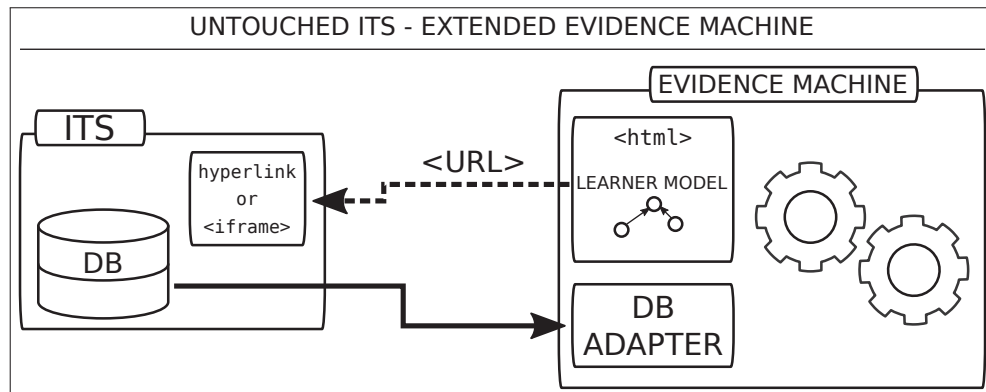 UNTOUCHED ITS - EXTENDED EVIDENCE MACHINE
EVIDENCE MACHINE
ITS
<html>
<URL>
hyperlink
or
<iframe>
LEARNER MODEL
DB
DB
ADAPTER